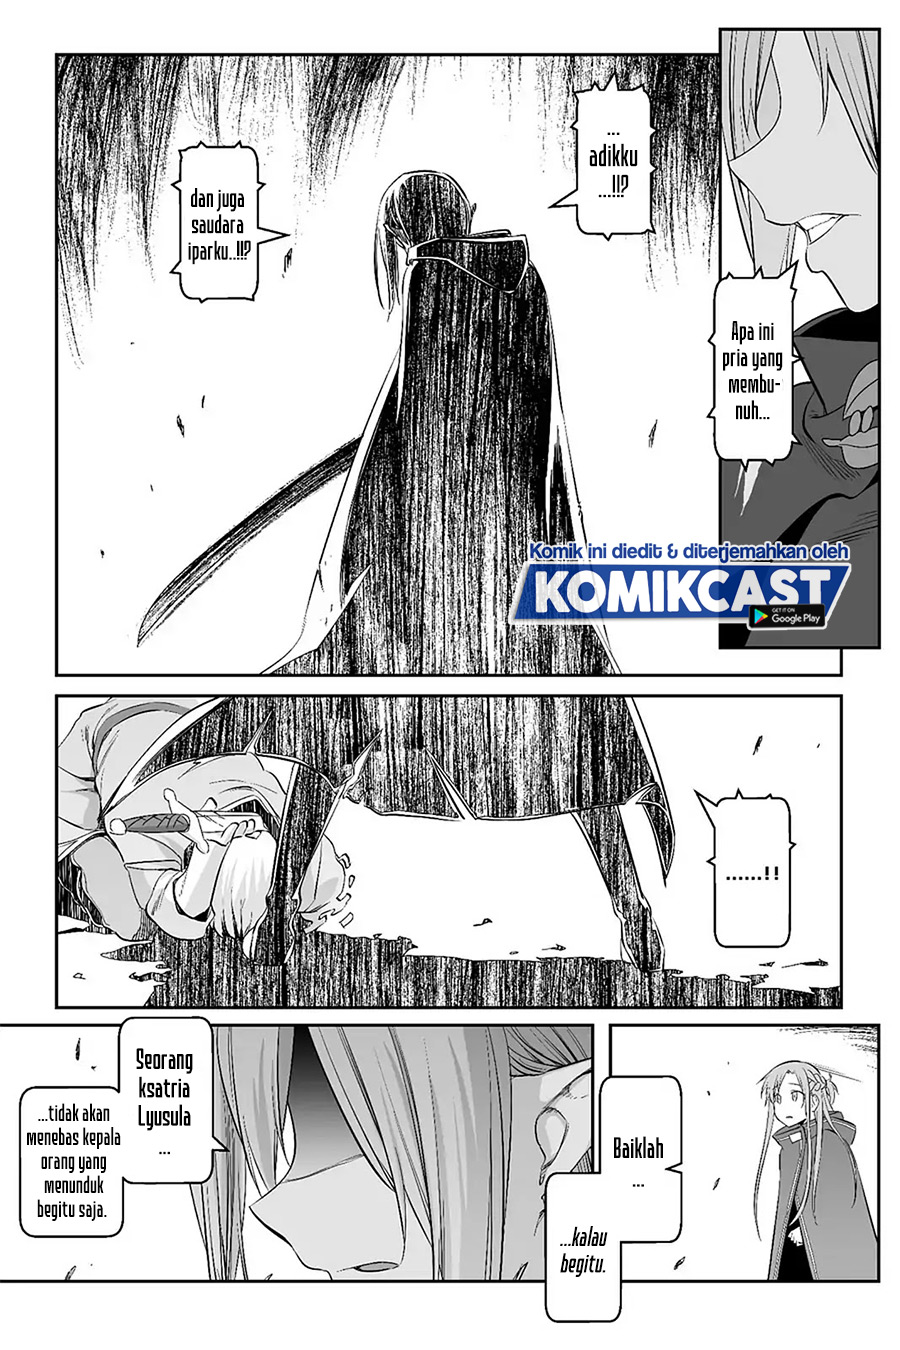 Apa ini
pria yang
membu-
nuh...
...
adikku
...!!?
dan juga
saudara
iparku..!!?
Komik ini diedit & diterjemahkan oleh
KOMIKCAST
GET IT ON
Google Play
......!!
Baiklah
...
...kalau
begitu.
Seorang
ksatria
Lyusula
...
...tidak akan
menebas kepala
orang yang
menunduk
begitu saja.